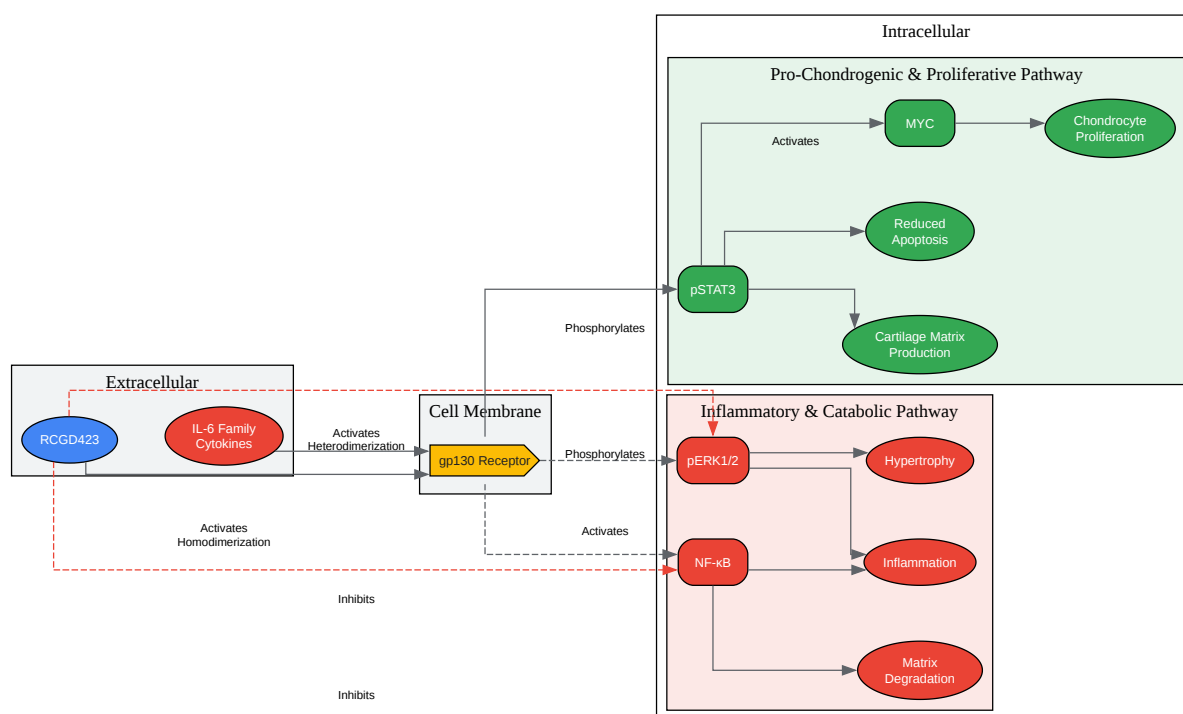 Intracellular
Pro-Chondrogenic & Proliferative Pathway
MYC
Chondrocyte
Proliferation
Activates
Reduced
Apoptosis
pSTAT3
Phosphorylates
Cartilage Matrix
Production
Extracellular
RCGD423
IL-6 Family
Cytokines
Activates
Heterodimerization
Cell Membrane
gp130 Receptor
Phosphorylates
Inflammatory & Catabolic Pathway
pERK1/2
Hypertrophy
Activates
Homodimerization
Activates
NF-κB
Inflammation
Inhibits
Matrix
Degradation
Inhibits